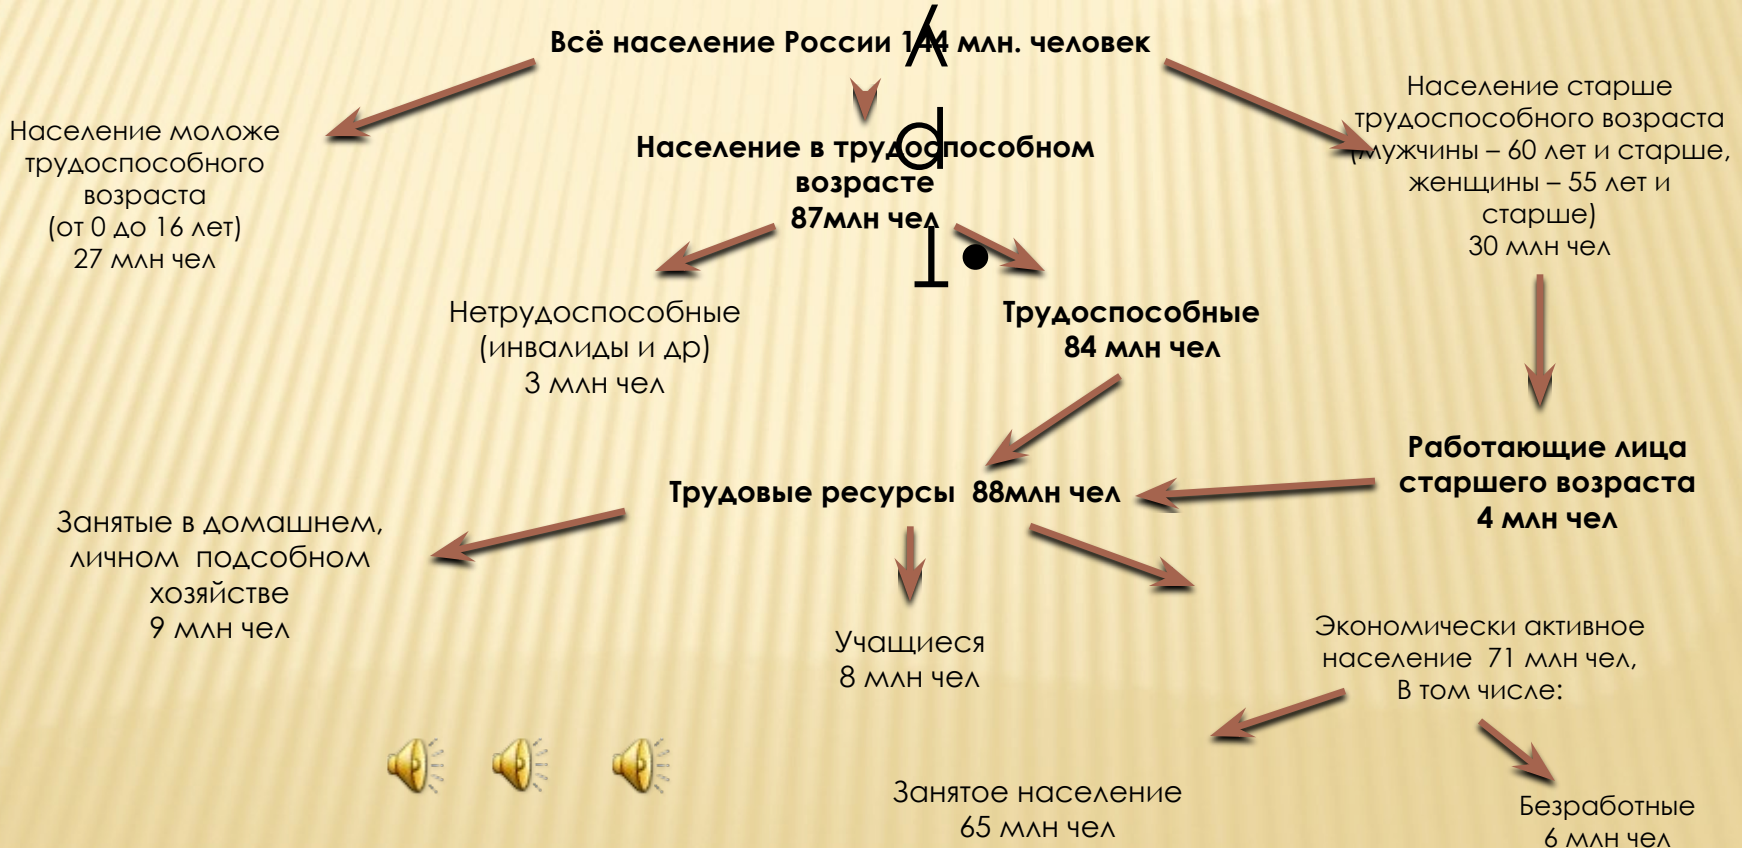 Всё население России 144 млн. человек
Население моложе
трудоспособного
возраста
(от 0 до 16 лет)
27 млн чел
Население в трудоспособном
возрасте
87млн чел
Население старше
трудоспособного возраста
(мужчины – 60 лет и старше,
женщины – 55 лет и
старше)
30 млн чел
Нетрудоспособные
(инвалиды и др)
3 млн чел
Трудоспособные
84 млн чел
Трудовые ресурсы 88млн чел
Работающие лица
старшего возраста
4 млн чел
Занятые в домашнем,
личном подсобном
хозяйстве
9 млн чел
Учащиеся
8 млн чел
Экономически активное
население 71 млн чел,
В том числе:
Занятое население
65 млн чел
Безработные
6 млн чел